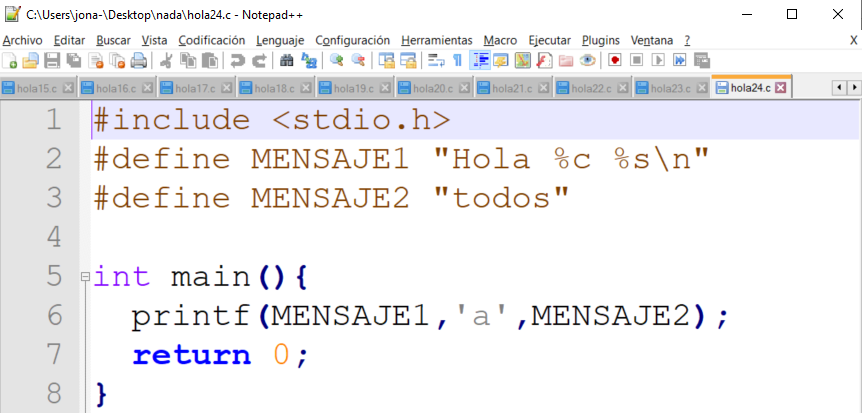 C:\Users\jona-\Desktop\nada\hola24.c - Notepad++
Archivo Editar Buscar Vista Codificación Lenguaje Configuración Herramientas Macro Ejecutar Plugins Ventana ? X
hola15.c hola16.c hola17.c hola18.c hola19.c hola20.c hola21.c hola22.c hola23.c hola24.c
1 #include <stdio.h>
2 #define MENSAJE1 "Hola %c %s\n"
3 #define MENSAJE2 "todos"
4
5 int main(){
6 printf(MENSAJE1,'a',MENSAJE2);
7 return 0;
8 }